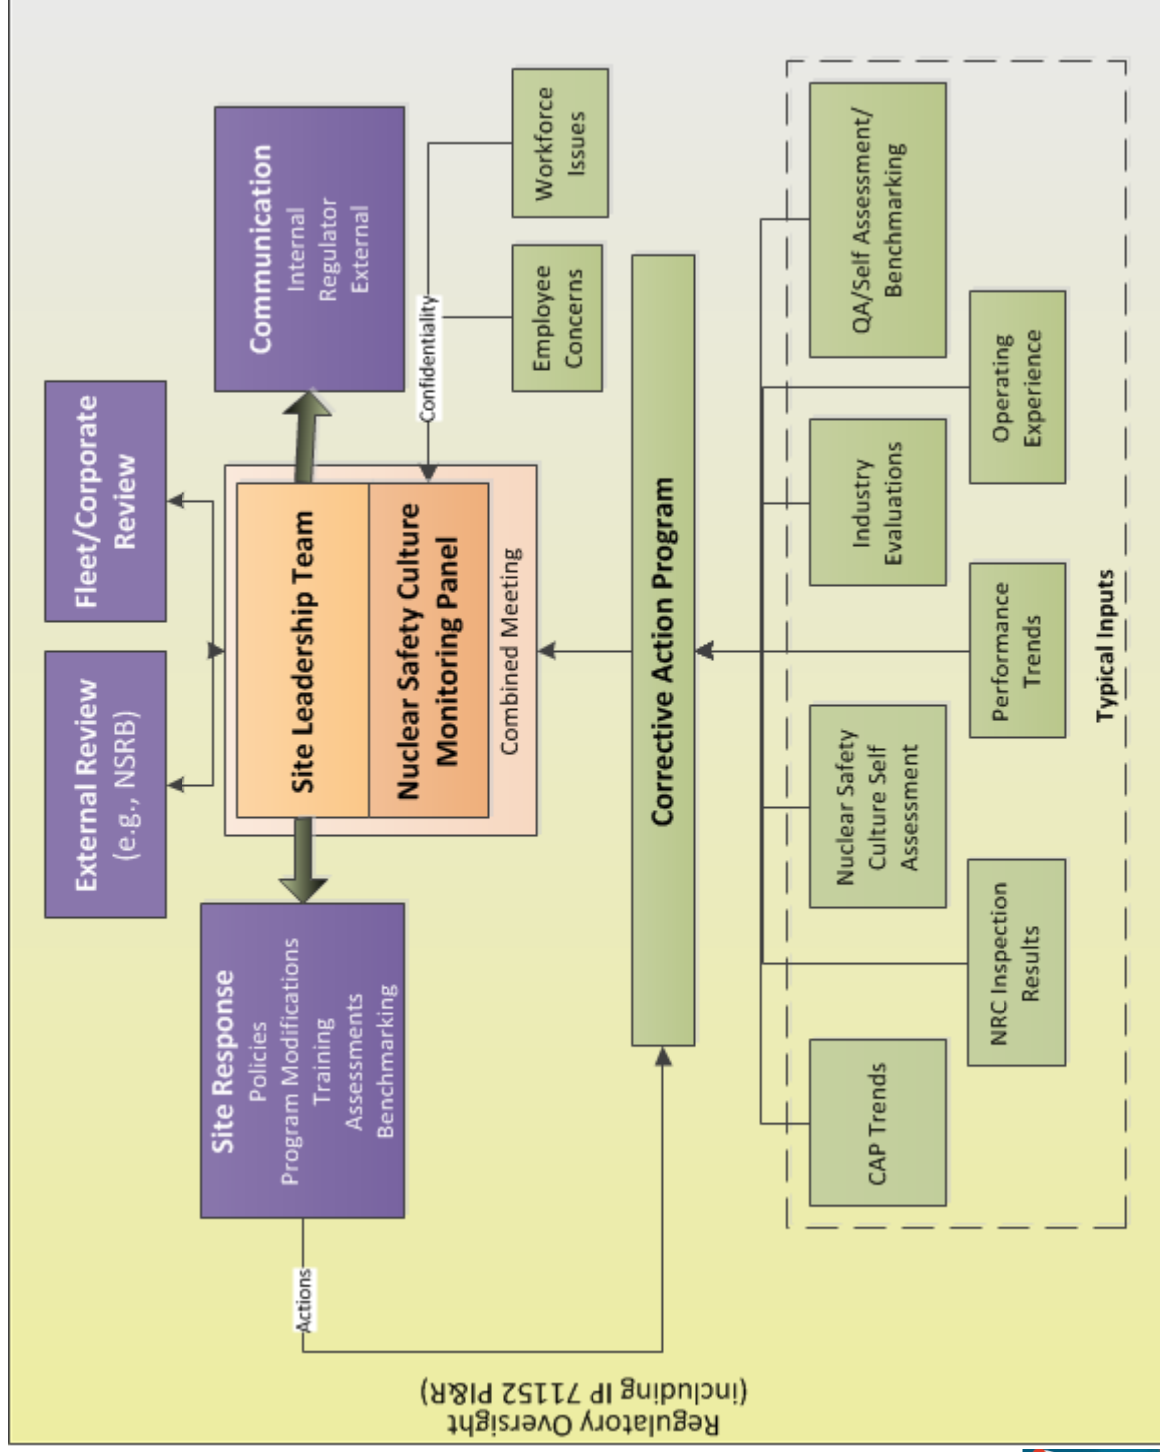 Regulatory Oversight
(including IP 71152 PI&R)
External Review
(e.g., NSRB)
Fleet/Corporate
Review
Site Response
Policies
Program Modifications
Training
Assessments
Benchmarking
Site Leadership Team
Nuclear Safety Culture
Monitoring Panel
Combined Meeting
Communication
Internal
Regulator
External
Actions
Confidentiality
Employee
Concerns
Workforce
Issues
Corrective Action Program
CAP Trends
NRC Inspection
Results
Nuclear Safety
Culture Self
Assessment
Performance
Trends
Industry
Evaluations
Operating
Experience
QA/Self Assessment/
Benchmarking
Typical Inputs